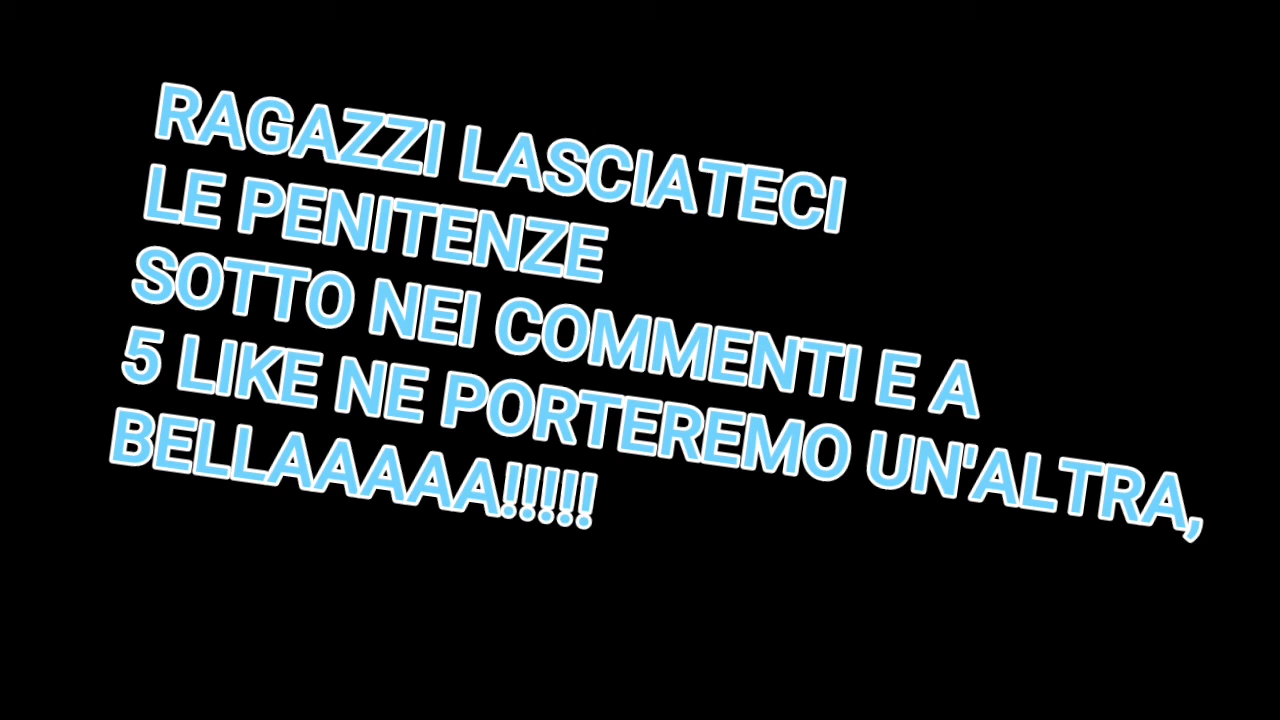 RAGAZZI LASCIATECI
LE PENITENZE
SOTTO NEI COMMENTI E A
5 LIKE NE PORTEREMO UN'ALTRA,
BELLAAAAA!!!!!